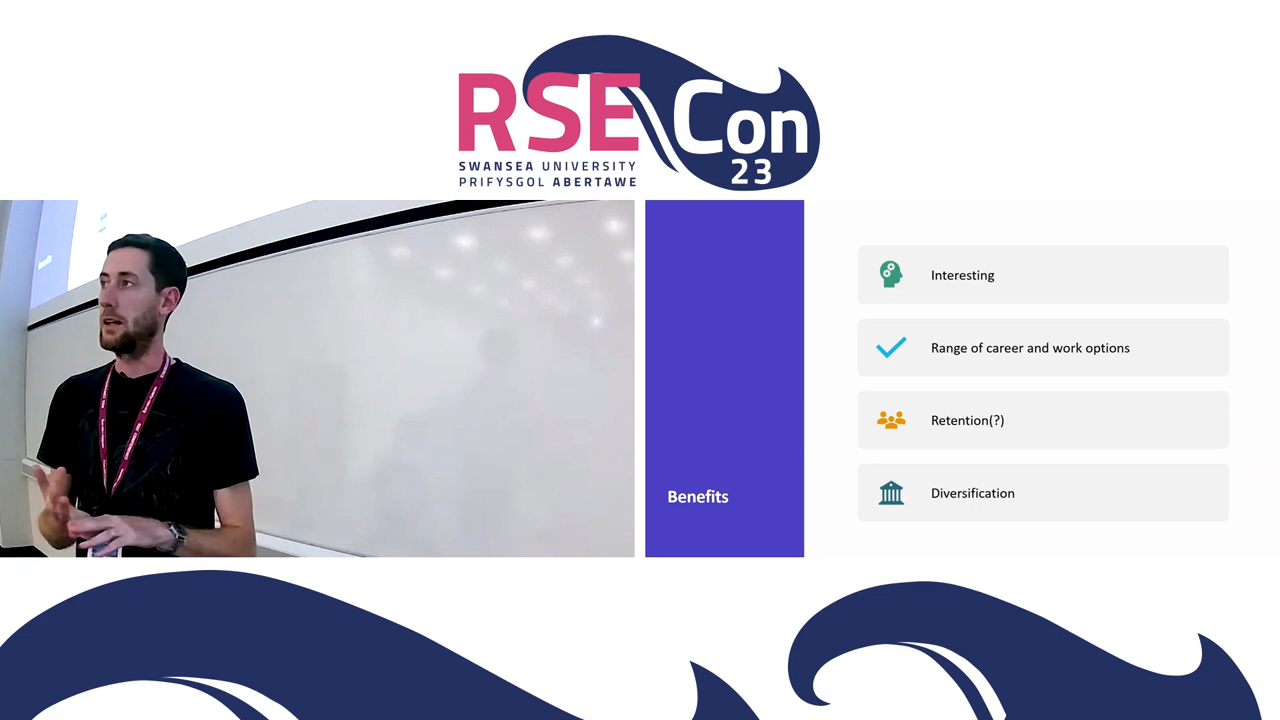 RSE Con
23
SWANSEA UNIVERSITY
PRIFYSGOL ABERTAWE
Benefits
Interesting
Range of career and work options
Retention(?)
Diversification